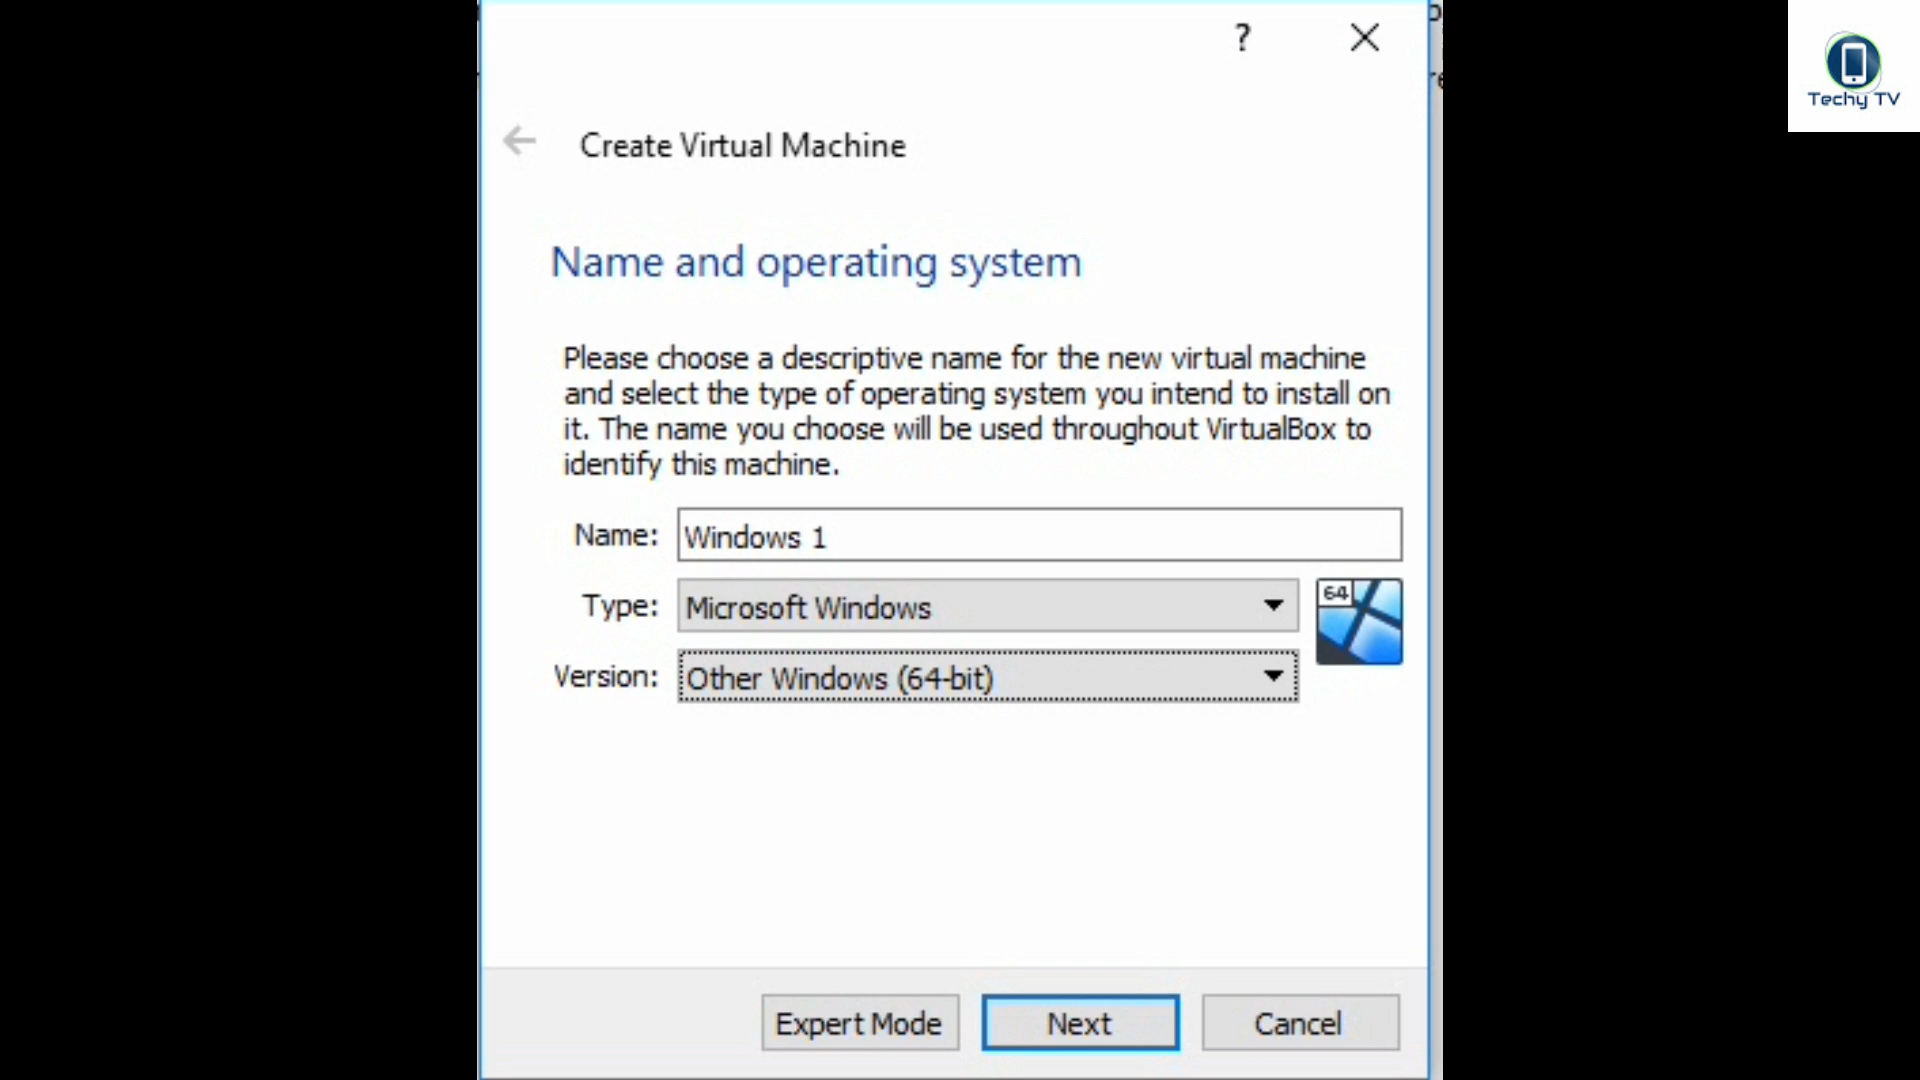 ?
Techy TV
Create Virtual Machine
Name and operating system
Please choose a descriptive name for the new virtual machine
and select the type of operating system you intend to install on
it. The name you choose will be used throughout VirtualBox to
identify this machine.
Name: Windows 1
Type: Microsoft Windows
64
Version: Other Windows (64-bit)
Expert Mode
Next
Cancel